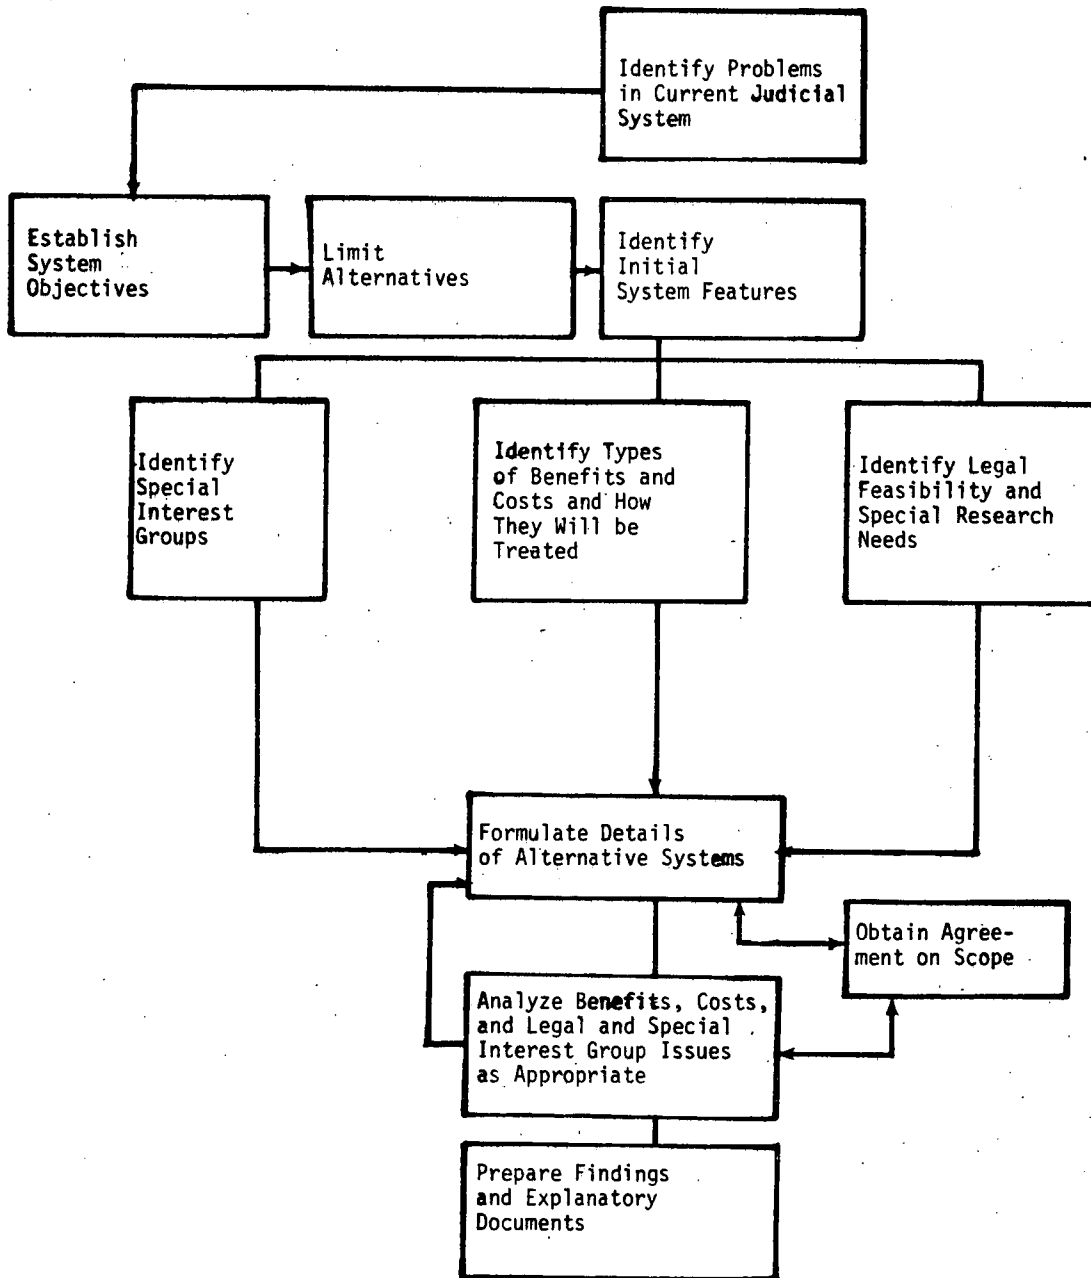 Identify Problems
in Current Judicial
System
Establish
System
Objectives
Limit
Alternatives
Identify
Initial
System Features
Identify
Special
Interest
Groups
Identify Types
of Benefits and
Costs and How
They Will be
Treated
Identify Legal
Feasibility and
Special Research
Needs
Formulate Details
of Alternative Systems
Obtain Agree-
ment on Scope
Analyze Benefits, Costs,
and Legal and Special
Interest Group Issues
as Appropriate
Prepare Findings
and Explanatory
Documents